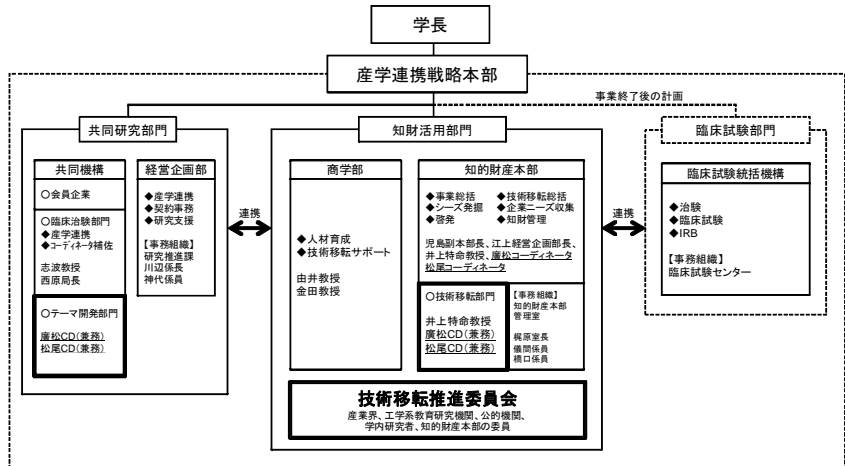 学長
産学連携戦略本部
事業終了後の計画
共同研究部門
共同機構
○会員企業
○臨床治験部門
◆産学連携
◆コーディネータ補佐
志波教授
西原局長
○テーマ開発部門
廣松CD(兼務)
松尾CD(兼務)
経営企画部
◆産学連携
◆契約事務
◆研究支援
【事務組織】
研究推進課
川辺係長
神代係員
連携
知財活用部門
商学部
◆人材育成
◆技術移転サポート
由井教授
金田教授
知的財産本部
◆事業総括 ◆技術移転総括
◆シーズ発掘 ◆企業ニーズ収集
◆啓発 ◆知財管理
児島副本部長、江上経営企画部長、
井上特命教授、廣松コーディネータ
松尾コーディネータ
○技術移転部門
井上特命教授
廣松CD(兼務)
松尾CD(兼務)
【事務組織】
知的財産本部
管理室
梶原室長
儀間係員
橋口係員
技術移転推進委員会
産業界、工学系教育研究機関、公的機関、
学内研究者、知的財産本部の委員
連携
臨床試験部門
臨床試験統括機構
◆治験
◆臨床試験
◆IRB
【事務組織】
臨床試験センター